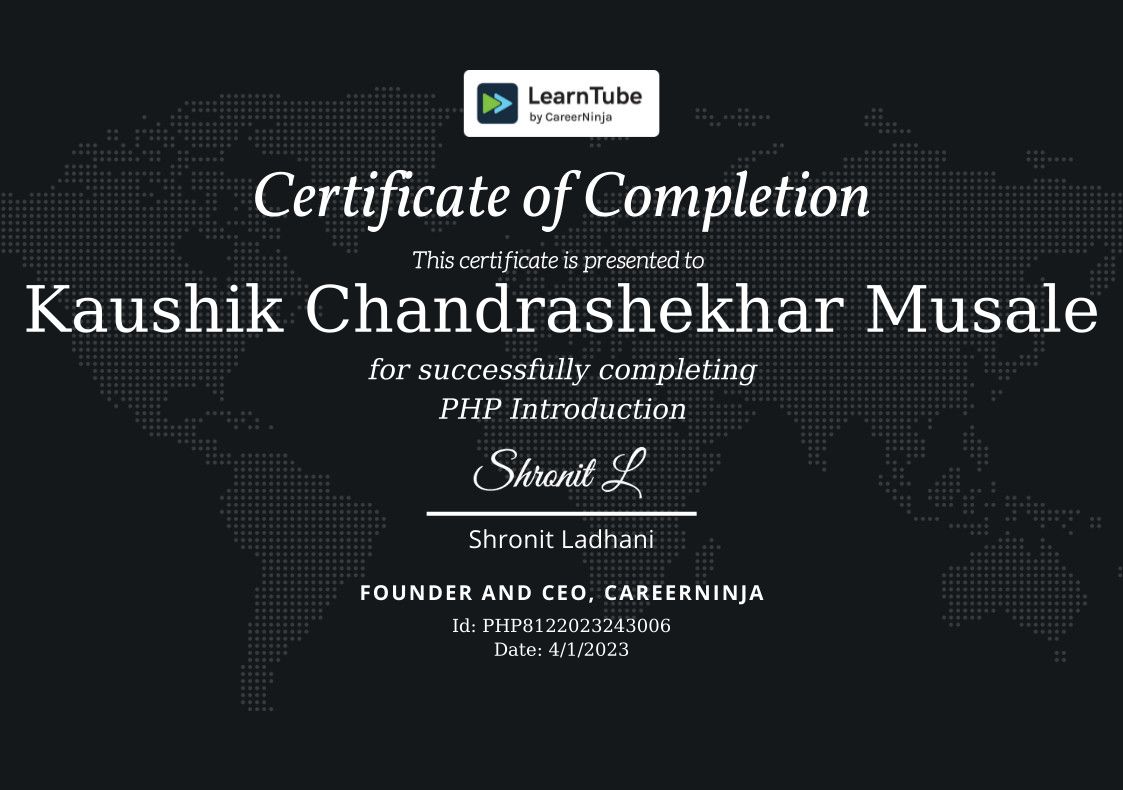 LearnTube
by CareerNinja
Certificate of Completion
This certificate is presented to
Kaushik Chandrashekhar Musale
for successfully completing
PHP Introduction
Shronit L
Shronit Ladhani
FOUNDER AND CEO, CAREERNINJA
Id: PHP8122023243006
Date: 4/1/2023